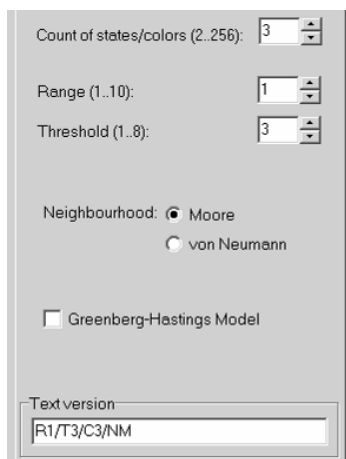 Count of states/colors (2..256): 3
Range (1..10): 1
Threshold (1..8): 3
Neighbourhood: Moore
von Neumann
Greenberg-Hastings Model
Text version
R1/T3/C3/NM